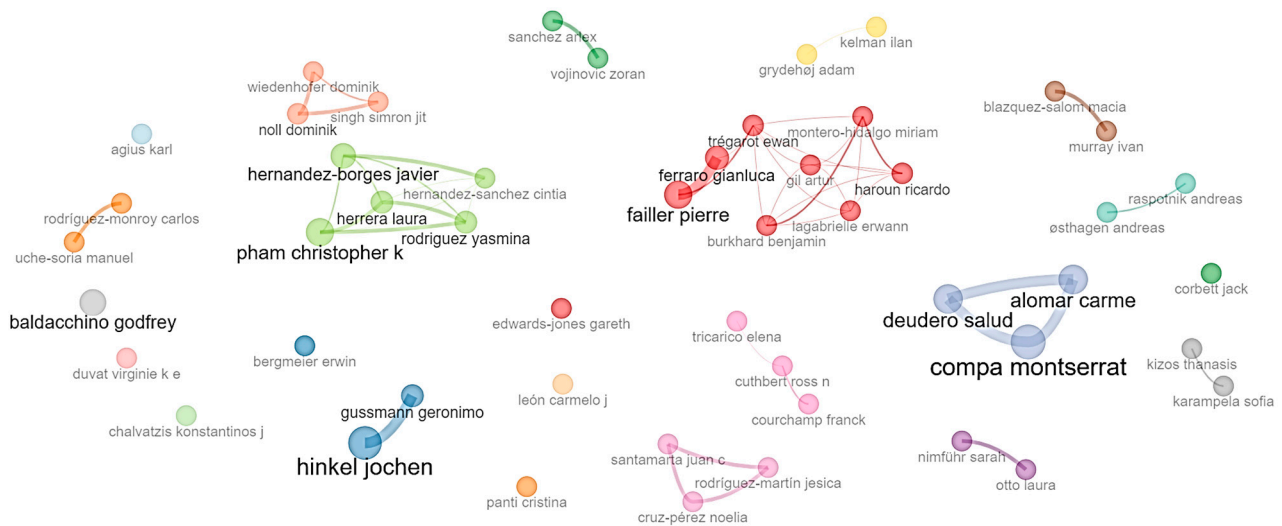 sanchez arlex
vojinovic zoran
kelman ilan
grydehøj adam
wiedenhofer dominik
singh simron jit
noll dominik
blazquez-salom macia
murray ivan
agius karl
trégarot ewan
montero-hidalgo miriam
ferraro gianluca
gil artur
haroun ricardo
failler pierre
lagabrielle erwann
burkhard benjamin
hernandez-borges javier
hernandez-sanchez cintia
herrera laura
rodriguez yasmina
pham christopher k
rodríguez-monroy carlos
uche-soria manuel
raspotnik andreas
østhagen andreas
corbett jack
baldacchino godfrey
edwards-jones gareth
alomar carme
deudero salud
compa montserrat
tricarico elena
cuthbert ross n
courchamp franck
bergmeier erwin
duvat virginie k e
kizos thanasis
karampela sofia
león carmelo j
gussmann geronimo
hinkel jochen
chalvatzis konstantinos j
santamarta juan c
rodríguez-martín jesica
cruz-pérez noelia
nimführ sarah
otto laura
panti cristina